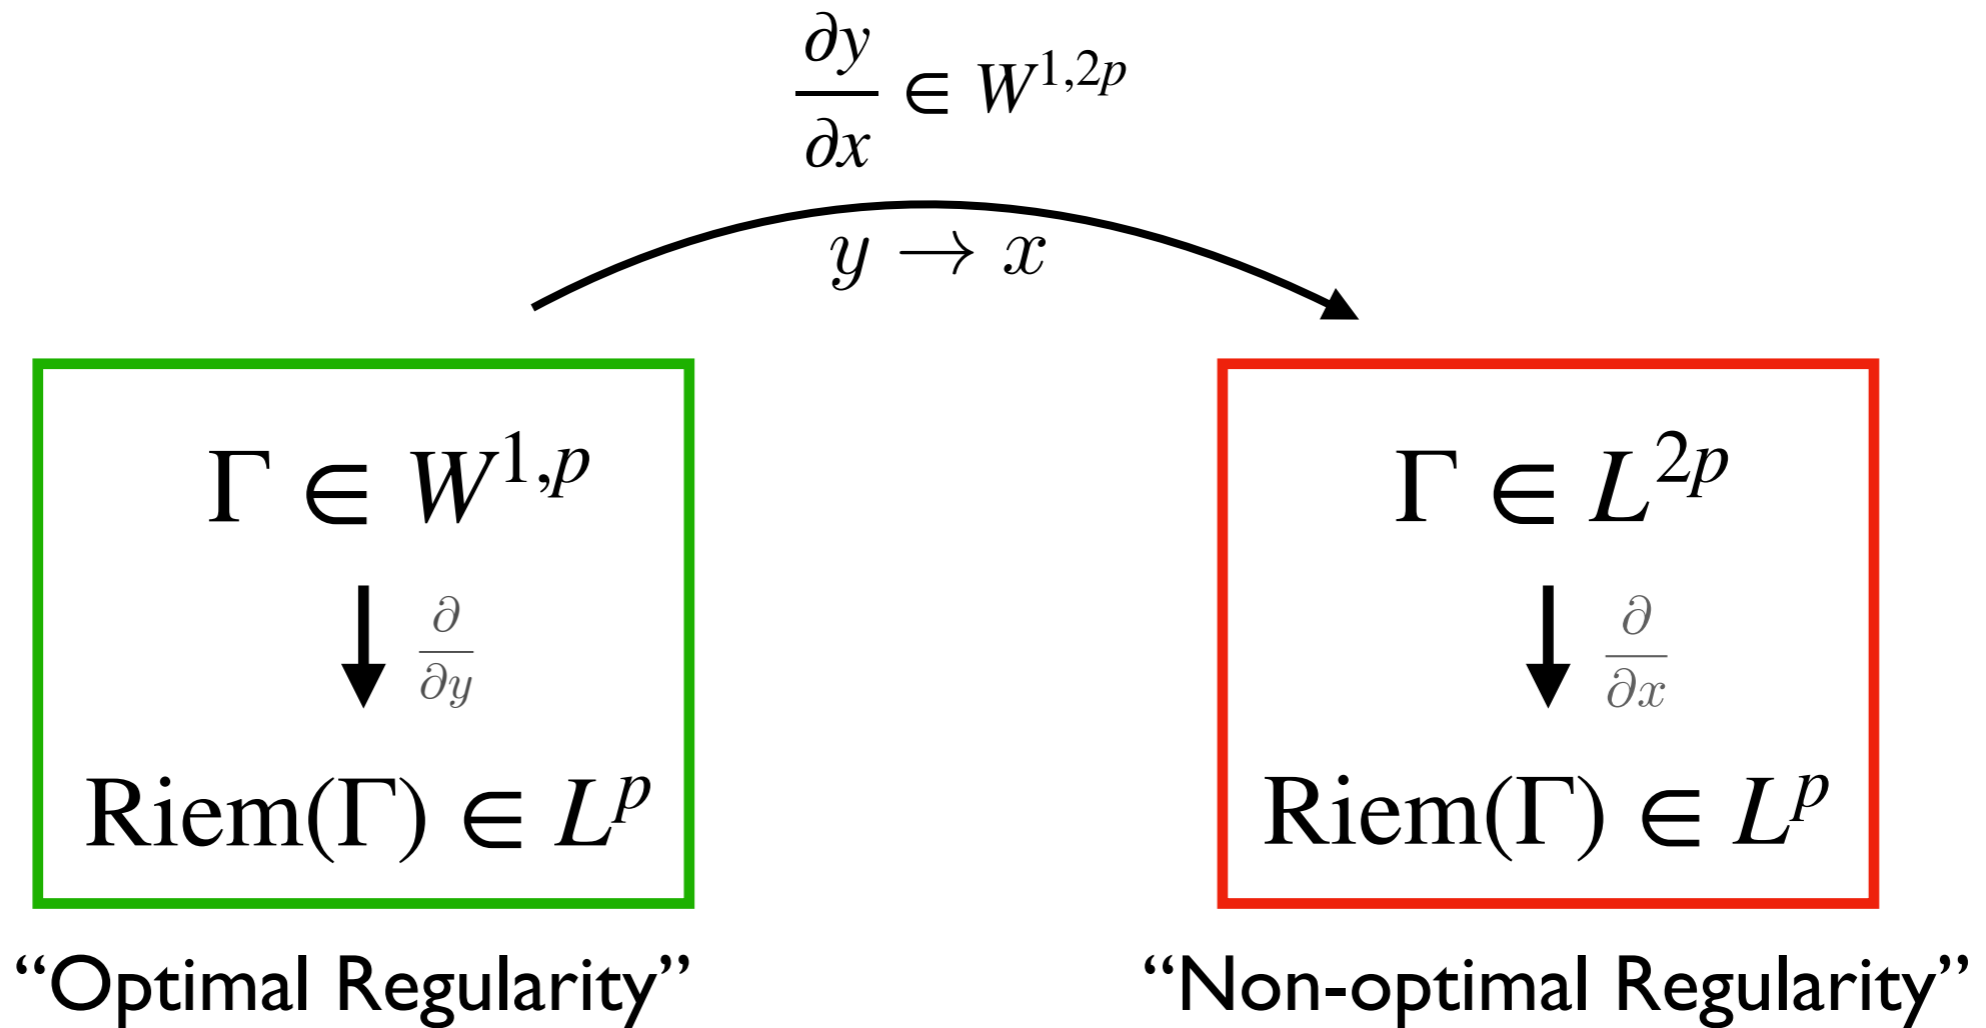 ∂y/∂x ∈ W^{1,2p}
y → x
Γ ∈ W^{1,p}
∂/∂y
Riem(Γ) ∈ L^p
“Optimal Regularity”
Γ ∈ L^{2p}
∂/∂x
Riem(Γ) ∈ L^p
“Non-optimal Regularity”